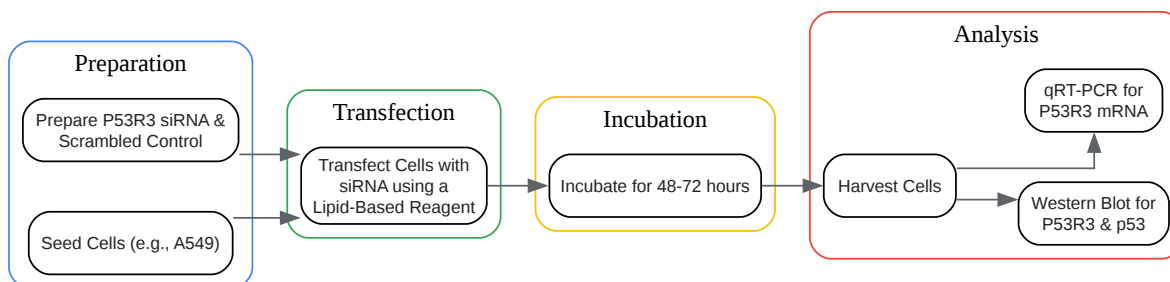 Preparation
Prepare P53R3 siRNA &
Scrambled Control
Seed Cells (e.g., A549)
Transfection
Transfect Cells with
siRNA using a
Lipid-Based Reagent
Incubation
Incubate for 48-72 hours
Analysis
Harvest Cells
qRT-PCR for
P53R3 mRNA
Western Blot for
P53R3 & p53